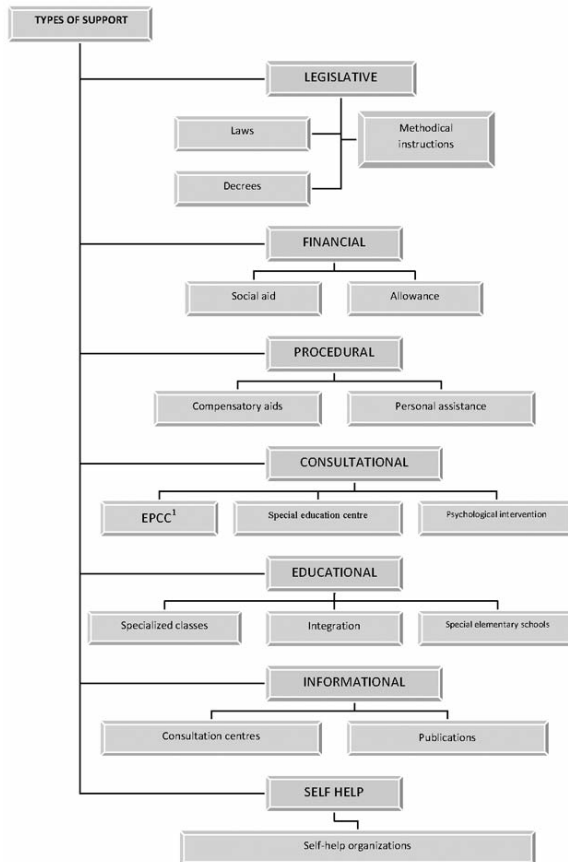 TYPES OF SUPPORT
LEGISLATIVE
Laws
Methodical
instructions
Decrees
FINANCIAL
Social aid
Allowance
PROCEDURAL
Compensatory aids
Personal assistance
CONSULTATIONAL
EPCC¹
Special education centre
Psychological intervention
EDUCATIONAL
Specialized classes
Integration
Special elementary schools
INFORMATIONAL
Consultation centres
Publications
SELF HELP
Self-help organizations